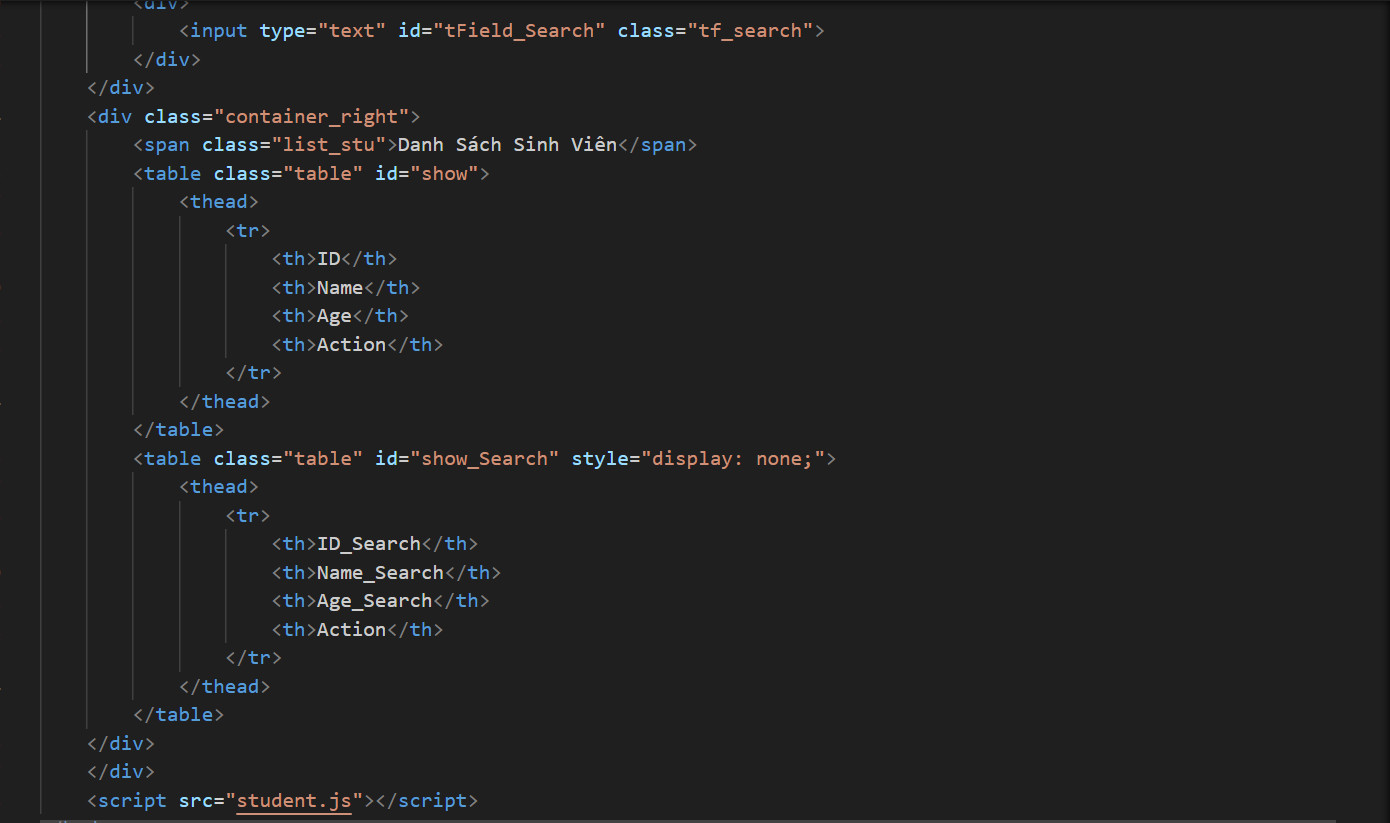 <div>
<input type="text" id="tField_Search" class="tf_search">
</div>
</div>
<div class="container_right">
<span class="list_stu">Danh Sách Sinh Viên</span>
<table class="table" id="show">
<thead>
<tr>
<th>ID</th>
<th>Name</th>
<th>Age</th>
<th>Action</th>
</tr>
</thead>
</table>
<table class="table" id="show_Search" style="display: none;">
<thead>
<tr>
<th>ID_Search</th>
<th>Name_Search</th>
<th>Age_Search</th>
<th>Action</th>
</tr>
</thead>
</table>
</div>
</div>
<script src="student.js"></script>